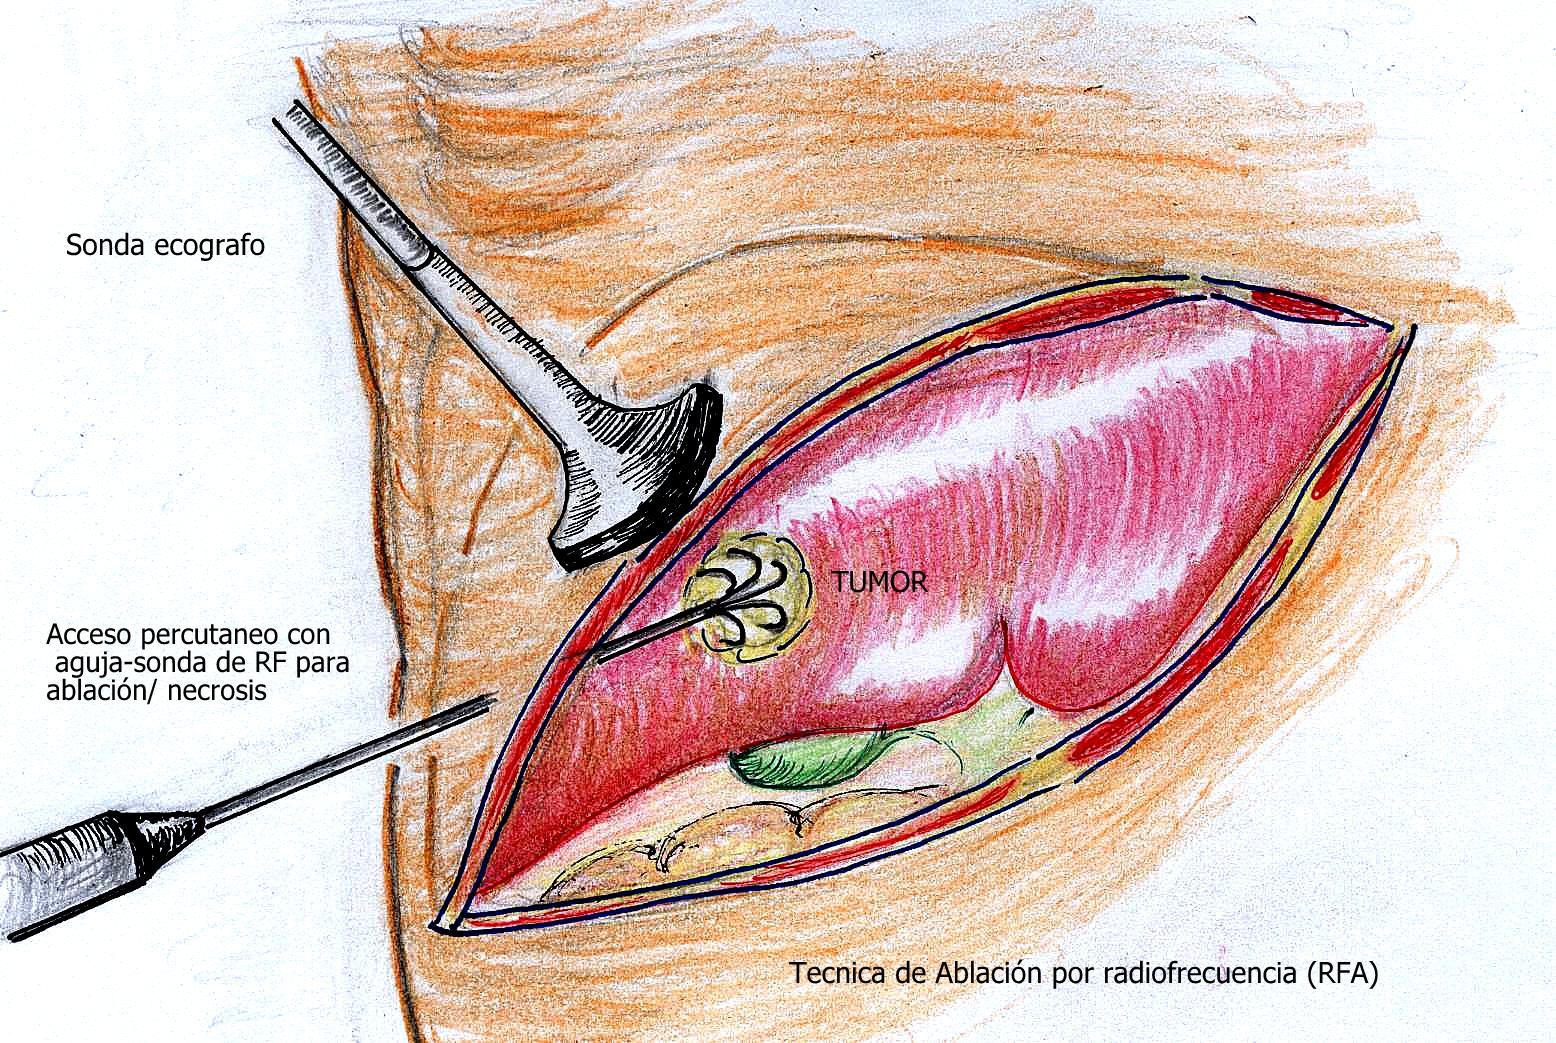 Sonda ecografo
TUMOR
Acceso percutaneo con
aguja-sonda de RF para
ablación/ necrosis
Tecnica de Ablación por radiofrecuencia (RFA)